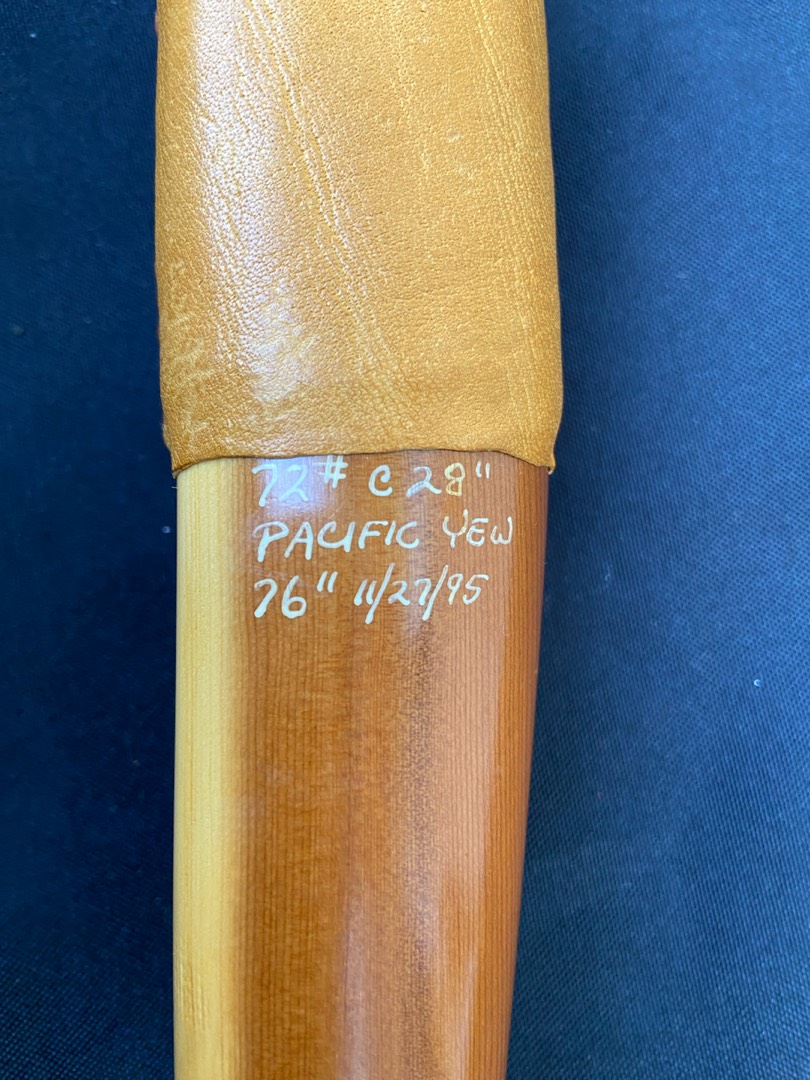 72# @ 28"
PACIFIC YEW
76" 11/27/95